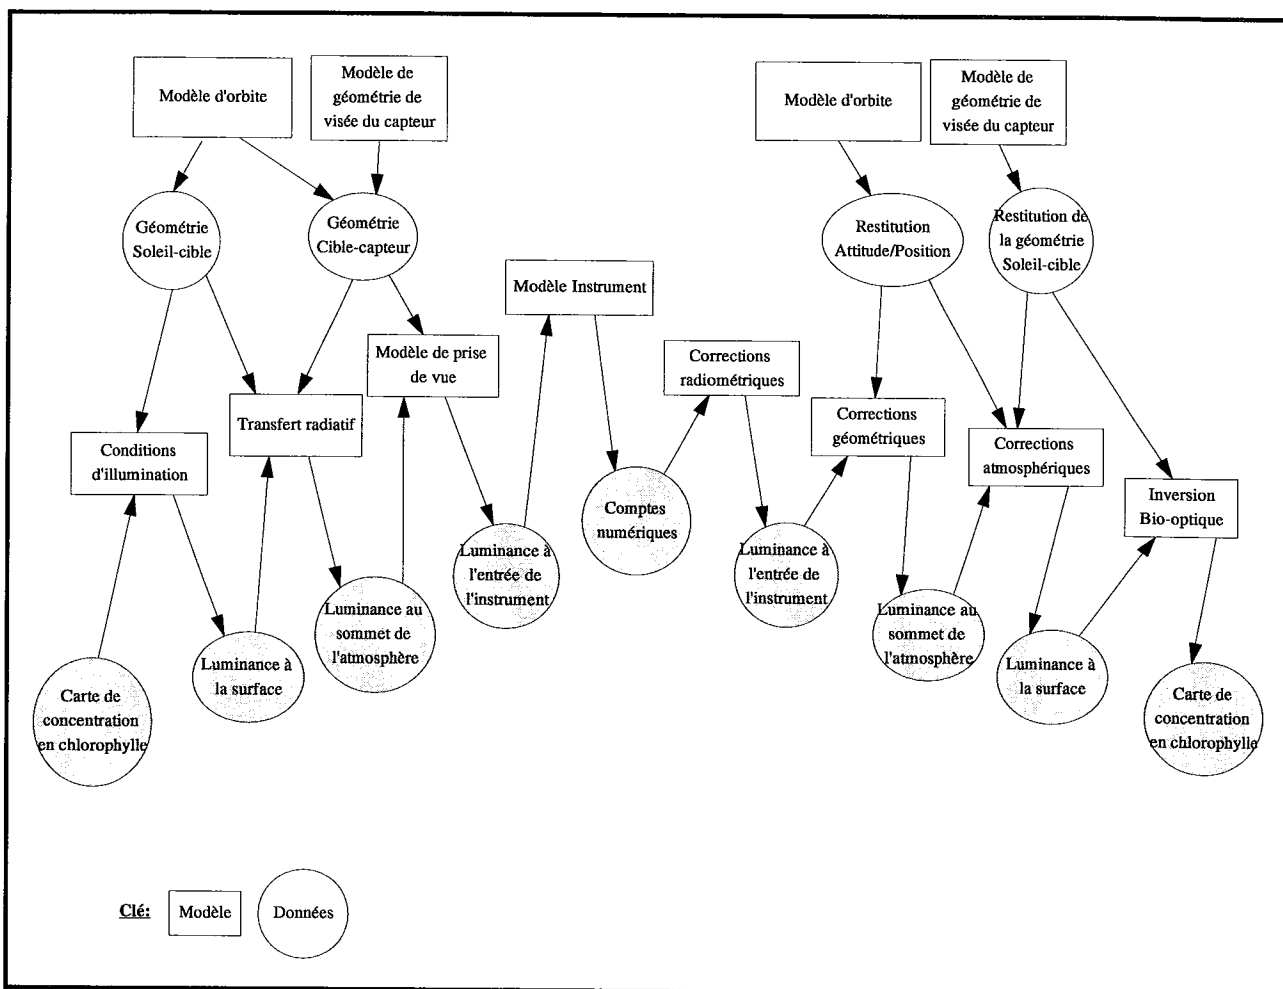 Modèle d'orbite
Modèle de
géométrie de
visée du capteur
Modèle d'orbite
Modèle de
géométrie de
visée du capteur
Géométrie
Soleil-cible
Géométrie
Cible-capteur
Restitution
Attitude/Position
Restitution de
la géométrie
Soleil-cible
Modèle Instrument
Modèle de prise
de vue
Corrections
radiométriques
Transfert radiatif
Corrections
géométriques
Conditions
d'illumination
Corrections
atmosphériques
Inversion
Bio-optique
Comptes
numériques
Luminance à
l'entrée de
l'instrument
Luminance à
l'entrée de
l'instrument
Luminance au
sommet de
l'atmosphère
Luminance au
sommet de
l'atmosphère
Luminance à
la surface
Luminance à
la surface
Carte de
concentration
en chlorophylle
Carte de
concentration
en chlorophylle
Clé:
Modèle
Données